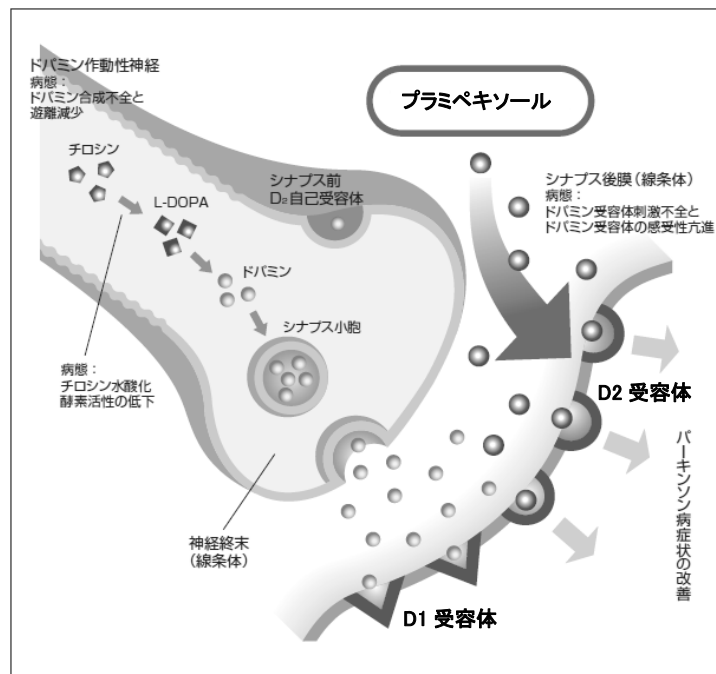 ドパミン作動性神経
病態：
ドパミン合成不全と
遊離減少
チロシン
L-DOPA
ドパミン
シナプス小胞
シナプス前
D₂自己受容体
プラミペキソール
シナプス後膜（線条体）
病態：
ドパミン受容体刺激不全と
ドパミン受容体の感受性亢進
病態：
チロシン水酸化
酵素活性の低下
神経終末
（線条体）
D2 受容体
D1 受容体
パーキンソン病症状の改善